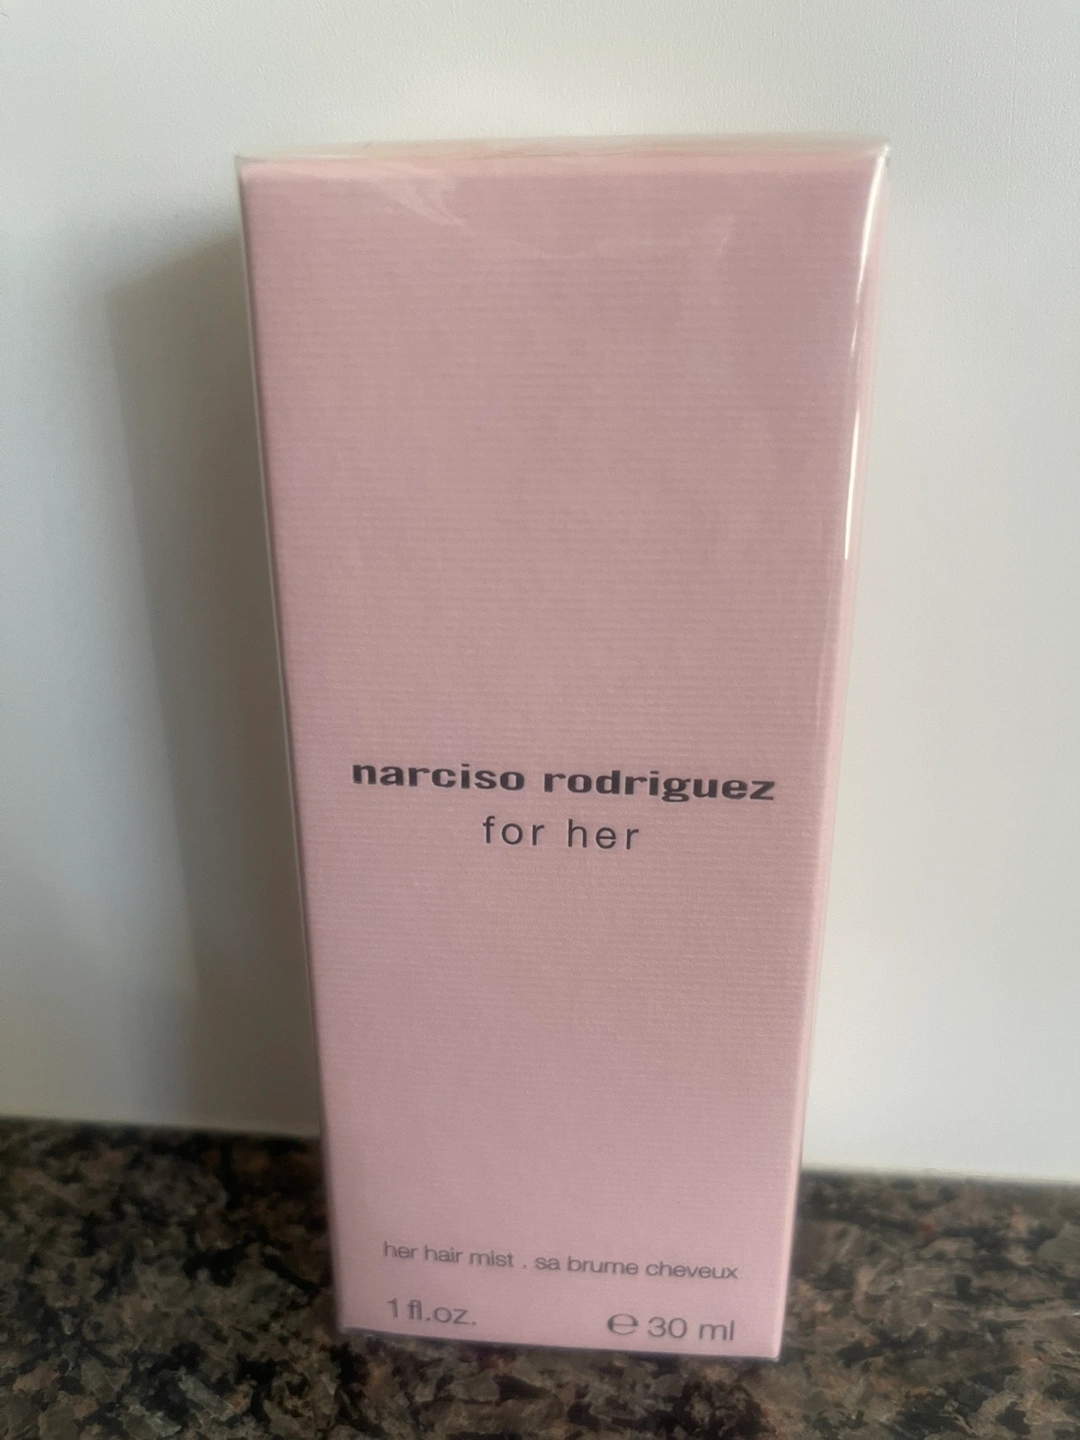 narciso rodriguez
for her
her hair mist . sa brume cheveux
1 fl.oz. ℮ 30 ml